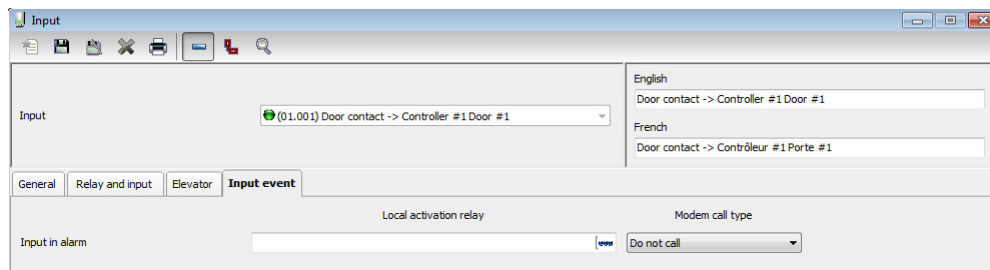 Input
English
Door contact -> Controller #1 Door #1
Input
(01.001) Door contact -> Controller #1 Door #1
French
Door contact -> Contrôleur #1 Porte #1
General Relay and input Elevator Input event
Local activation relay Modem call type
Input in alarm Do not call